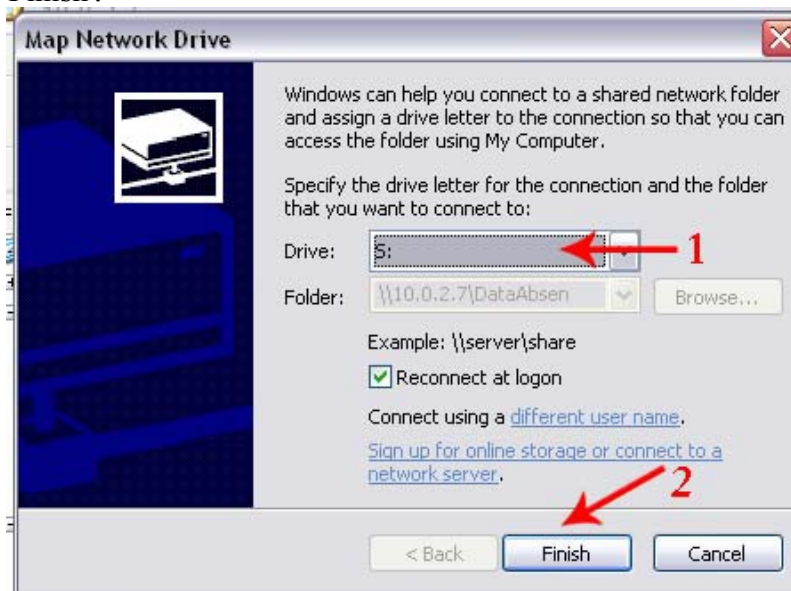 Map Network Drive
Windows can help you connect to a shared network folder
and assign a drive letter to the connection so that you can
access the folder using My Computer.
Specify the drive letter for the connection and the folder
that you want to connect to:
Drive: S: 1
Folder: \\10.0.2.7\DataAbsen Browse...
Example: \\server\share
Reconnect at logon
Connect using a different user name.
Sign up for online storage or connect to a
network server.
2
< Back Finish Cancel